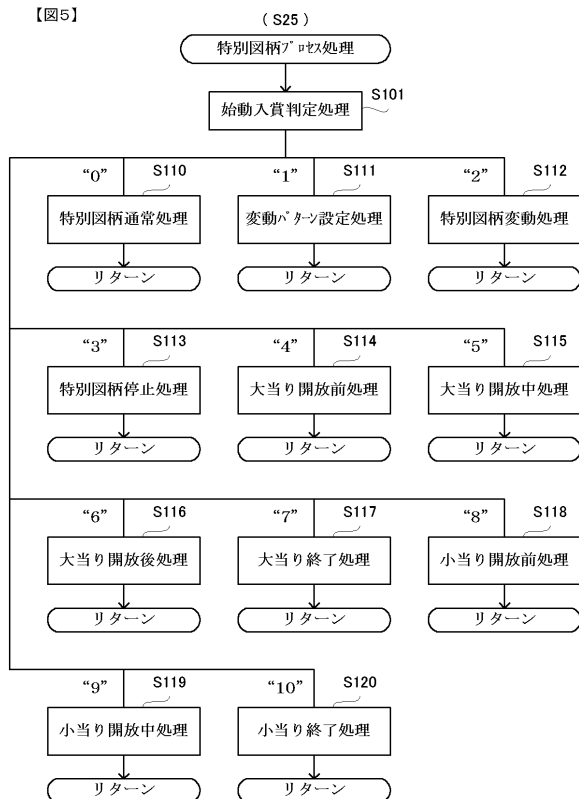 【図5】
(S25)
特別図柄プロセス処理
S101
始動入賞判定処理
“0” S110 “1” S111 “2” S112
特別図柄通常処理 変動パターン設定処理 特別図柄変動処理
リターン リターン リターン
“3” S113 “4” S114 “5” S115
特別図柄停止処理 大当り開放前処理 大当り開放中処理
リターン リターン リターン
“6” S116 “7” S117 “8” S118
大当り開放後処理 大当り終了処理 小当り開放前処理
リターン リターン リターン
“9” S119 “10” S120
小当り開放中処理 小当り終了処理
リターン リターン